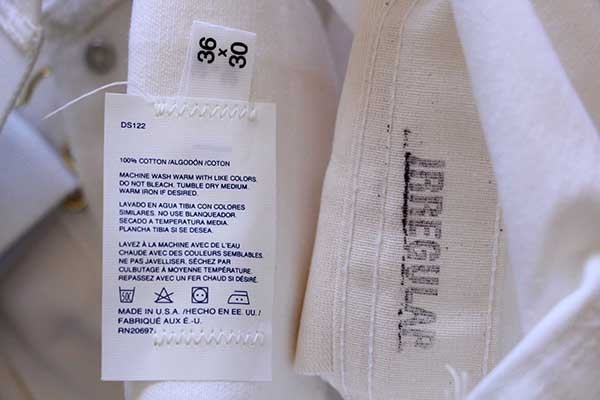 36 x 30
DS122
100% COTTON/ALGODÓN/COTON
MACHINE WASH WARM WITH LIKE COLORS.
DO NOT BLEACH. TUMBLE DRY MEDIUM.
WARM IRON IF DESIRED.
LAVADO EN AGUA TIBIA CON COLORES
SIMILARES. NO USE BLANQUEADOR.
SECADO A TEMPERATURA MEDIA.
PLANCHA TIBIA SI SE DESEA.
LAVEZ À LA MACHINE AVEC DE L'EAU
CHAUDE AVEC DES COULEURS SEMBLABLES.
NE PAS JAVELLISER. SÉCHEZ PAR
CULBUTAGE À MOYENNE TEMPÉRATURE.
REPASSEZ AVEC UN FER CHAUD SI DÉSIRÉ.
MADE IN U.S.A. /HECHO EN EE. UU./
FABRIQUÉ AUX É.-U.
RN20697
IRREGULAR